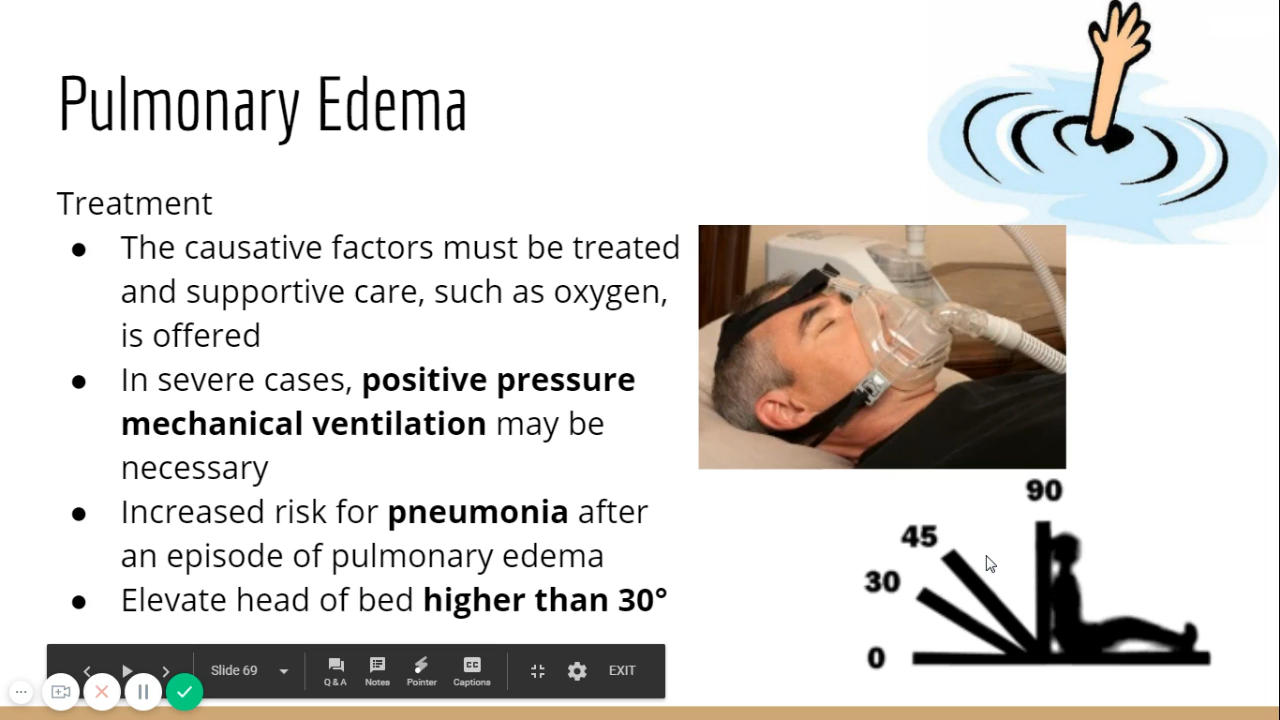 Pulmonary Edema
Treatment
● The causative factors must be treated
and supportive care, such as oxygen,
is offered
● In severe cases, positive pressure
mechanical ventilation may be
necessary
● Increased risk for pneumonia after
an episode of pulmonary edema
● Elevate head of bed higher than 30°
90
45
30
0
Slide 69
Q & A
Notes
Pointer
CC
Captions
EXIT